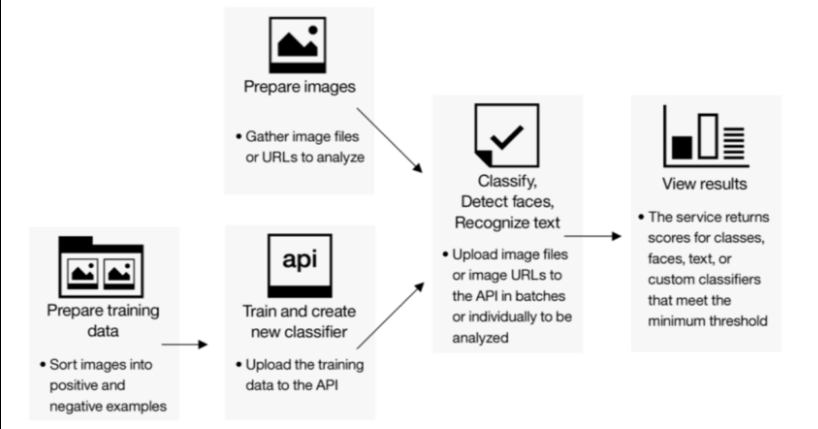 Prepare images
• Gather image files
or URLs to analyze
Prepare training
data
• Sort images into
positive and
negative examples
api
Train and create
new classifier
• Upload the training
data to the API
Classify,
Detect faces,
Recognize text
• Upload image files
or image URLs to
the API in batches
or individually to be
analyzed
View results
• The service returns
scores for classes,
faces, text, or
custom classifiers
that meet the
minimum threshold